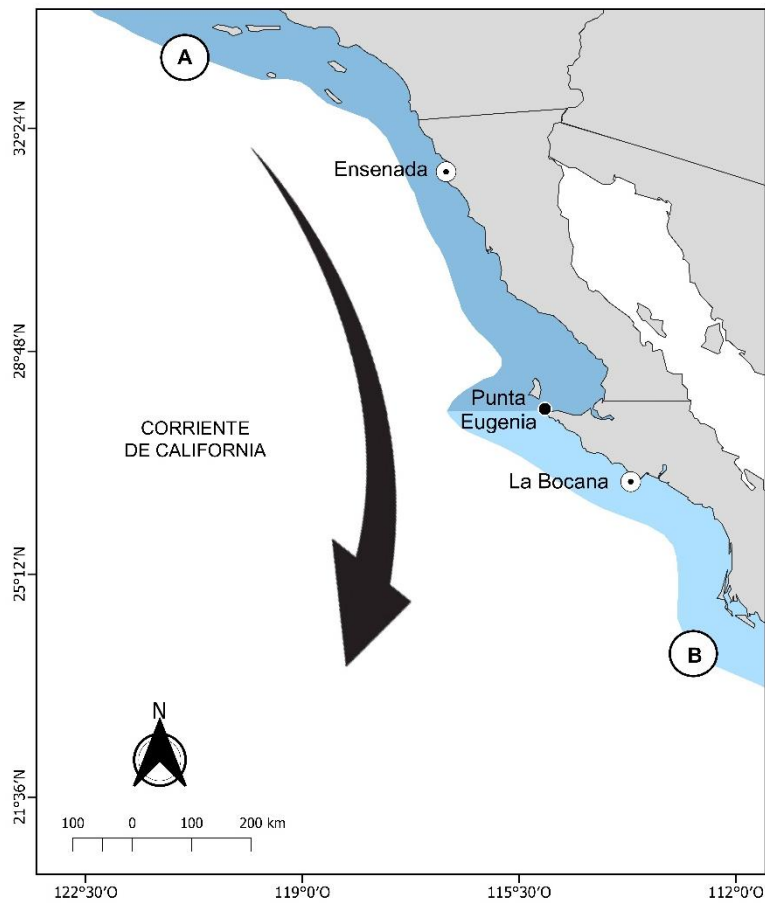 A
32°24'N
Ensenada
28°48'N
Punta
Eugenia
CORRIENTE
DE CALIFORNIA
La Bocana
25°12'N
B
N
21°36'N
100 0 100 200 km
122°30'O 119°0'O 115°30'O 112°0'O